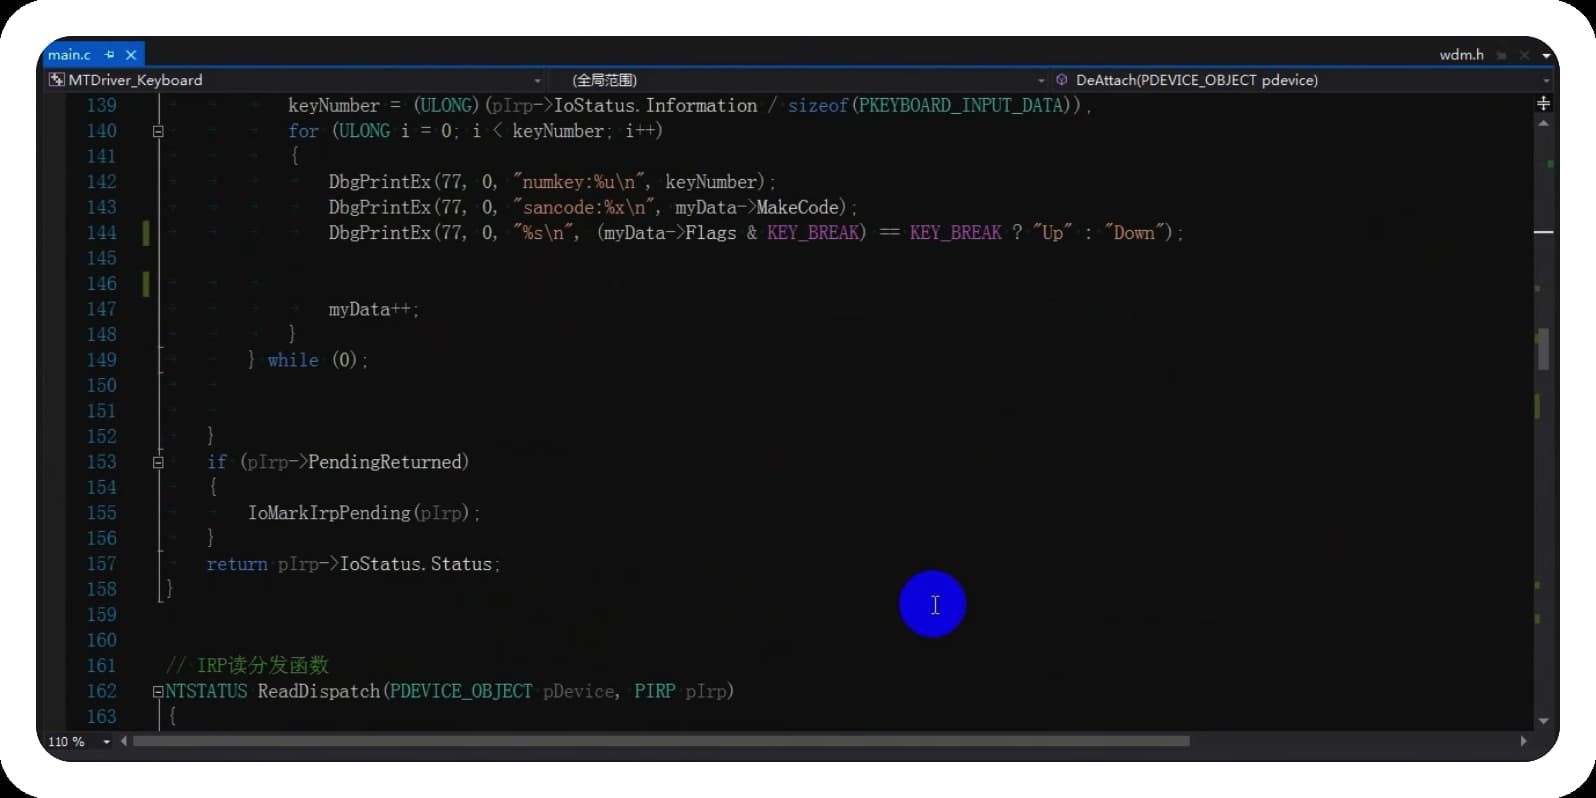 main.c
wdm.h
MTDriver_Keyboard
(全局范围)
DeAttach(PDEVICE_OBJECT pdevice)
139 keyNumber = (ULONG)(pIrp->IoStatus.Information / sizeof(PKEYBOARD_INPUT_DATA));
140 for (ULONG i = 0; i < keyNumber; i++)
141 {
142 DbgPrintEx(77, 0, "numkey:%u\n", keyNumber);
143 DbgPrintEx(77, 0, "sancode:%x\n", myData->MakeCode);
144 DbgPrintEx(77, 0, "%s\n", (myData->Flags & KEY_BREAK) == KEY_BREAK ? "Up" : "Down");
145
146
147 myData++;
148 }
149 } while (0);
150
151
152 }
153 if (pIrp->PendingReturned)
154 {
155 IoMarkIrpPending(pIrp);
156 }
157 return pIrp->IoStatus.Status;
158 }
159
160
161 // IRP读分发函数
162 NTSTATUS ReadDispatch(PDEVICE_OBJECT pDevice, PIRP pIrp)
163 {
110 %